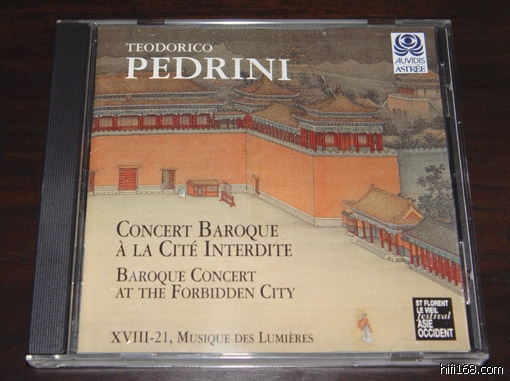 TEODORICO
PEDRINI
AUVIDIS
ASTRÉE
CONCERT BAROQUE
À LA CITÉ INTERDITE
BAROQUE CONCERT
AT THE FORBIDDEN CITY
XVIII-21, MUSIQUE DES LUMIÈRES
ST FLORENT
LE VIEIL
festival
ASIE
OCCIDENT
hifi168.com